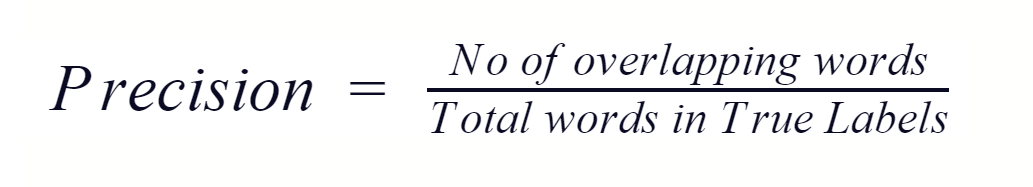 Precision = No of overlapping words / Total words in True Labels